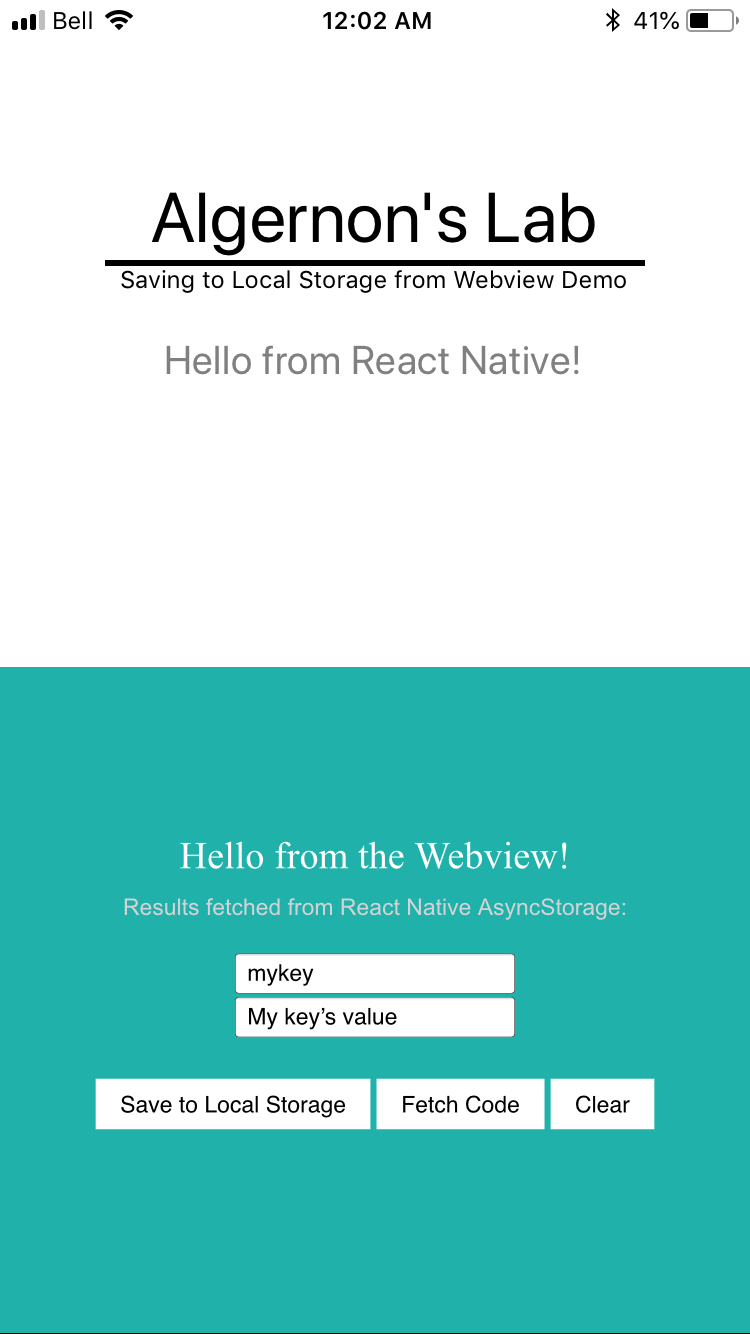 Bell 12:02 AM 41%
Algernon's Lab
Saving to Local Storage from Webview Demo
Hello from React Native!
Hello from the Webview!
Results fetched from React Native AsyncStorage:
mykey
My key’s value
Save to Local Storage Fetch Code Clear